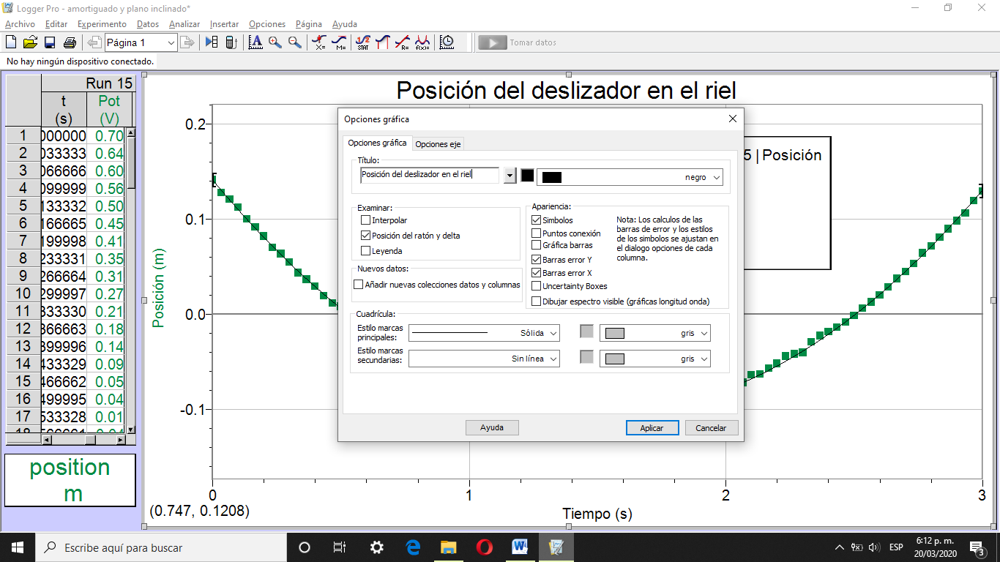 Logger Pro - amortiguado y plano inclinado*
Archivo Editar Experimento Datos Analizar Insertar Opciones Página Ayuda
Página 1
X= M= STAT R= f(x)=
Tomar datos
No hay ningún dispositivo conectado.
Run 15
t Pot
(s) (V)
1 000000 0.70
2 033333 0.64
3 066666 0.60
4 099999 0.56
5 133332 0.50
6 166665 0.45
7 199998 0.41
8 233331 0.35
9 266664 0.31
10 299997 0.27
11 333330 0.21
12 366663 0.18
13 399996 0.14
14 433329 0.09
15 466662 0.05
16 499995 0.04
17 533328 0.01
position
m
Posición del deslizador en el riel
0.2
0.1
0.0
-0.1
Posición (m)
5 | Posición
0 1 2 3
(0.747, 0.1208)
Tiempo (s)
Opciones gráfica
Opciones gráfica Opciones eje
Título:
Posición del deslizador en el riel negro
Examinar:
Interpolar
Posición del ratón y delta
Leyenda
Nuevos datos:
Añadir nuevas colecciones datos y columnas
Apariencia:
Simbolos
Puntos conexión
Gráfica barras
Barras error Y
Barras error X
Uncertainty Boxes
Dibujar espectro visible (gráficas longitud onda)
Nota: Los calculos de las
barras de error y los estilos
de los simbolos se ajustan en
el dialogo opciones de cada
columna.
Cuadrícula:
Estilo marcas
principales: Sólida gris
Estilo marcas
secundarias: Sin línea gris
Ayuda Aplicar Cancelar
Escribe aquí para buscar
ESP
6:12 p. m.
20/03/2020
3